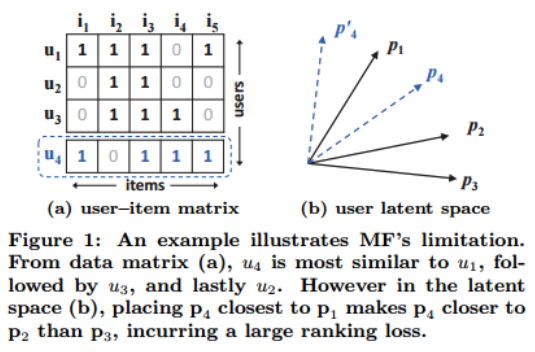 i1 i2 i3 i4 i5
u1 1 1 1 0 1
u2 0 1 1 0 0
u3 0 1 1 1 0
u4 1 0 1 1 1
users
items
(a) user–item matrix
p'4
p1
p4
p2
p3
(b) user latent space
Figure 1: An example illustrates MF's limitation.
From data matrix (a), u4 is most similar to u1, fol-
lowed by u3, and lastly u2. However in the latent
space (b), placing p4 closest to p1 makes p4 closer to
p2 than p3, incurring a large ranking loss.